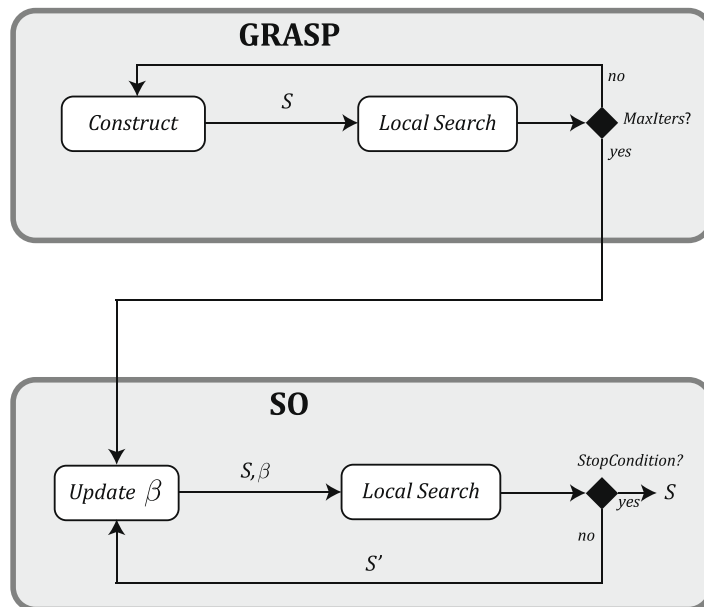 GRASP
no
Construct
S
Local Search
MaxIters?
yes
SO
StopCondition?
Update β
S, β
Local Search
yes
S
no
S’